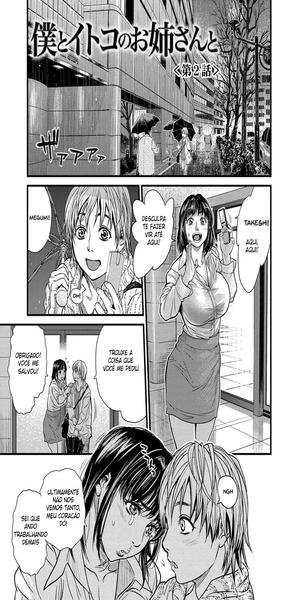 僕とイトコのお姉さんと
<第2話>
ザアアアア
TAKESHI!
AQUI,
AQUI!
DESCULPA
TE FAZER
VIR ATÉ
AQUI!
MEGUMI!
OH!
TROUXE A
COISA QUE
VOCÊ ME
PEDIU
OBRIGADO!
VOCÊ ME
SALVOU!
NGH
ULTIMAMENTE
NÃO NOS
VEMOS TANTO,
MEU CORAÇÃO
DÓI
SEI QUE
ANDO
TRABALHANDO
DEMAIS